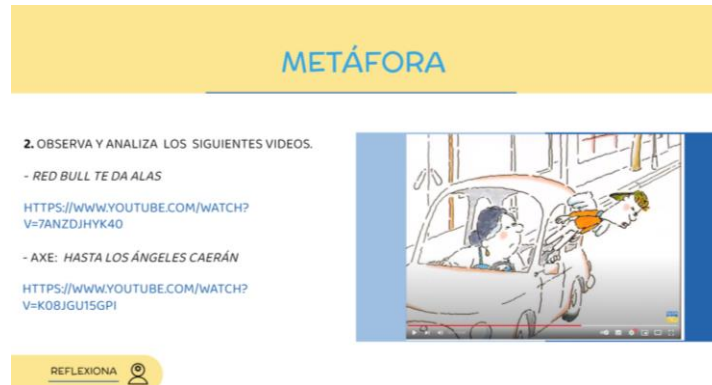 METÁFORA
2. OBSERVA Y ANALIZA LOS SIGUIENTES VIDEOS.
- RED BULL TE DA ALAS
HTTPS://WWW.YOUTUBE.COM/WATCH?
V=7ANZDJHYK40
- AXE: HASTA LOS ÁNGELES CAERÁN
HTTPS://WWW.YOUTUBE.COM/WATCH?
V=K08JGU15GPI
REFLEXIONA